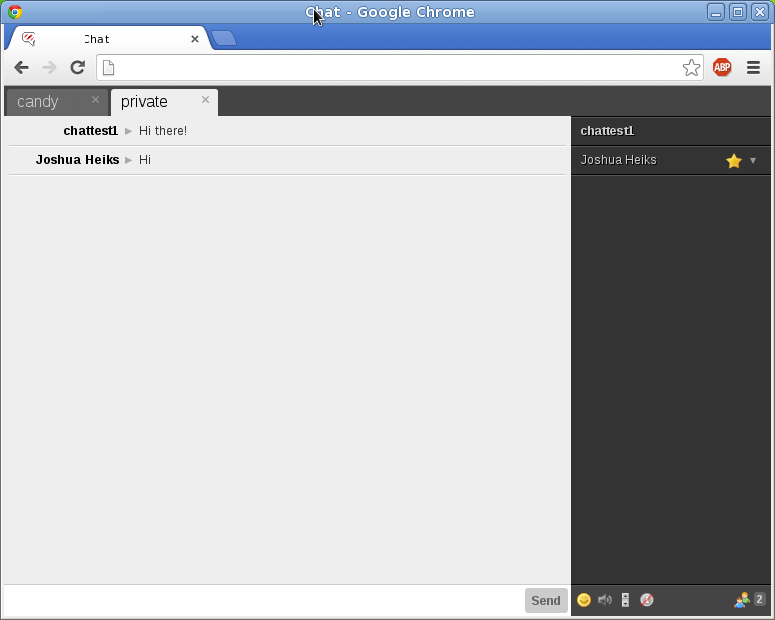 Chat - Google Chrome
Chat
ABP
candy
private
chattest1 ▸ Hi there!
Joshua Heiks ▸ Hi
chattest1
Joshua Heiks
Send
2